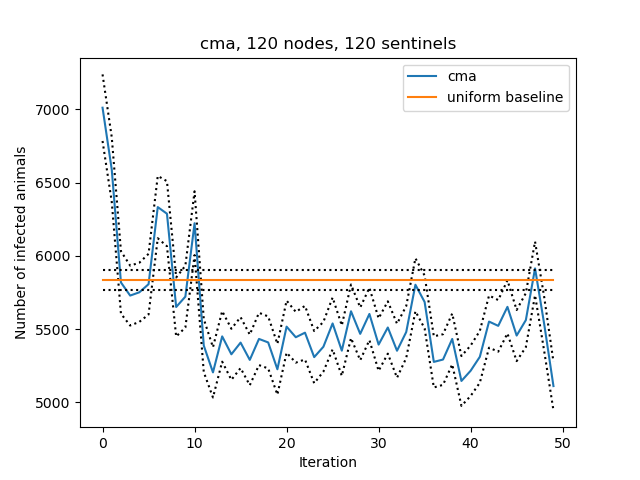 cma, 120 nodes, 120 sentinels
cma
uniform baseline
Number of infected animals
7000
6500
6000
5500
5000
0
10
20
30
40
50
Iteration